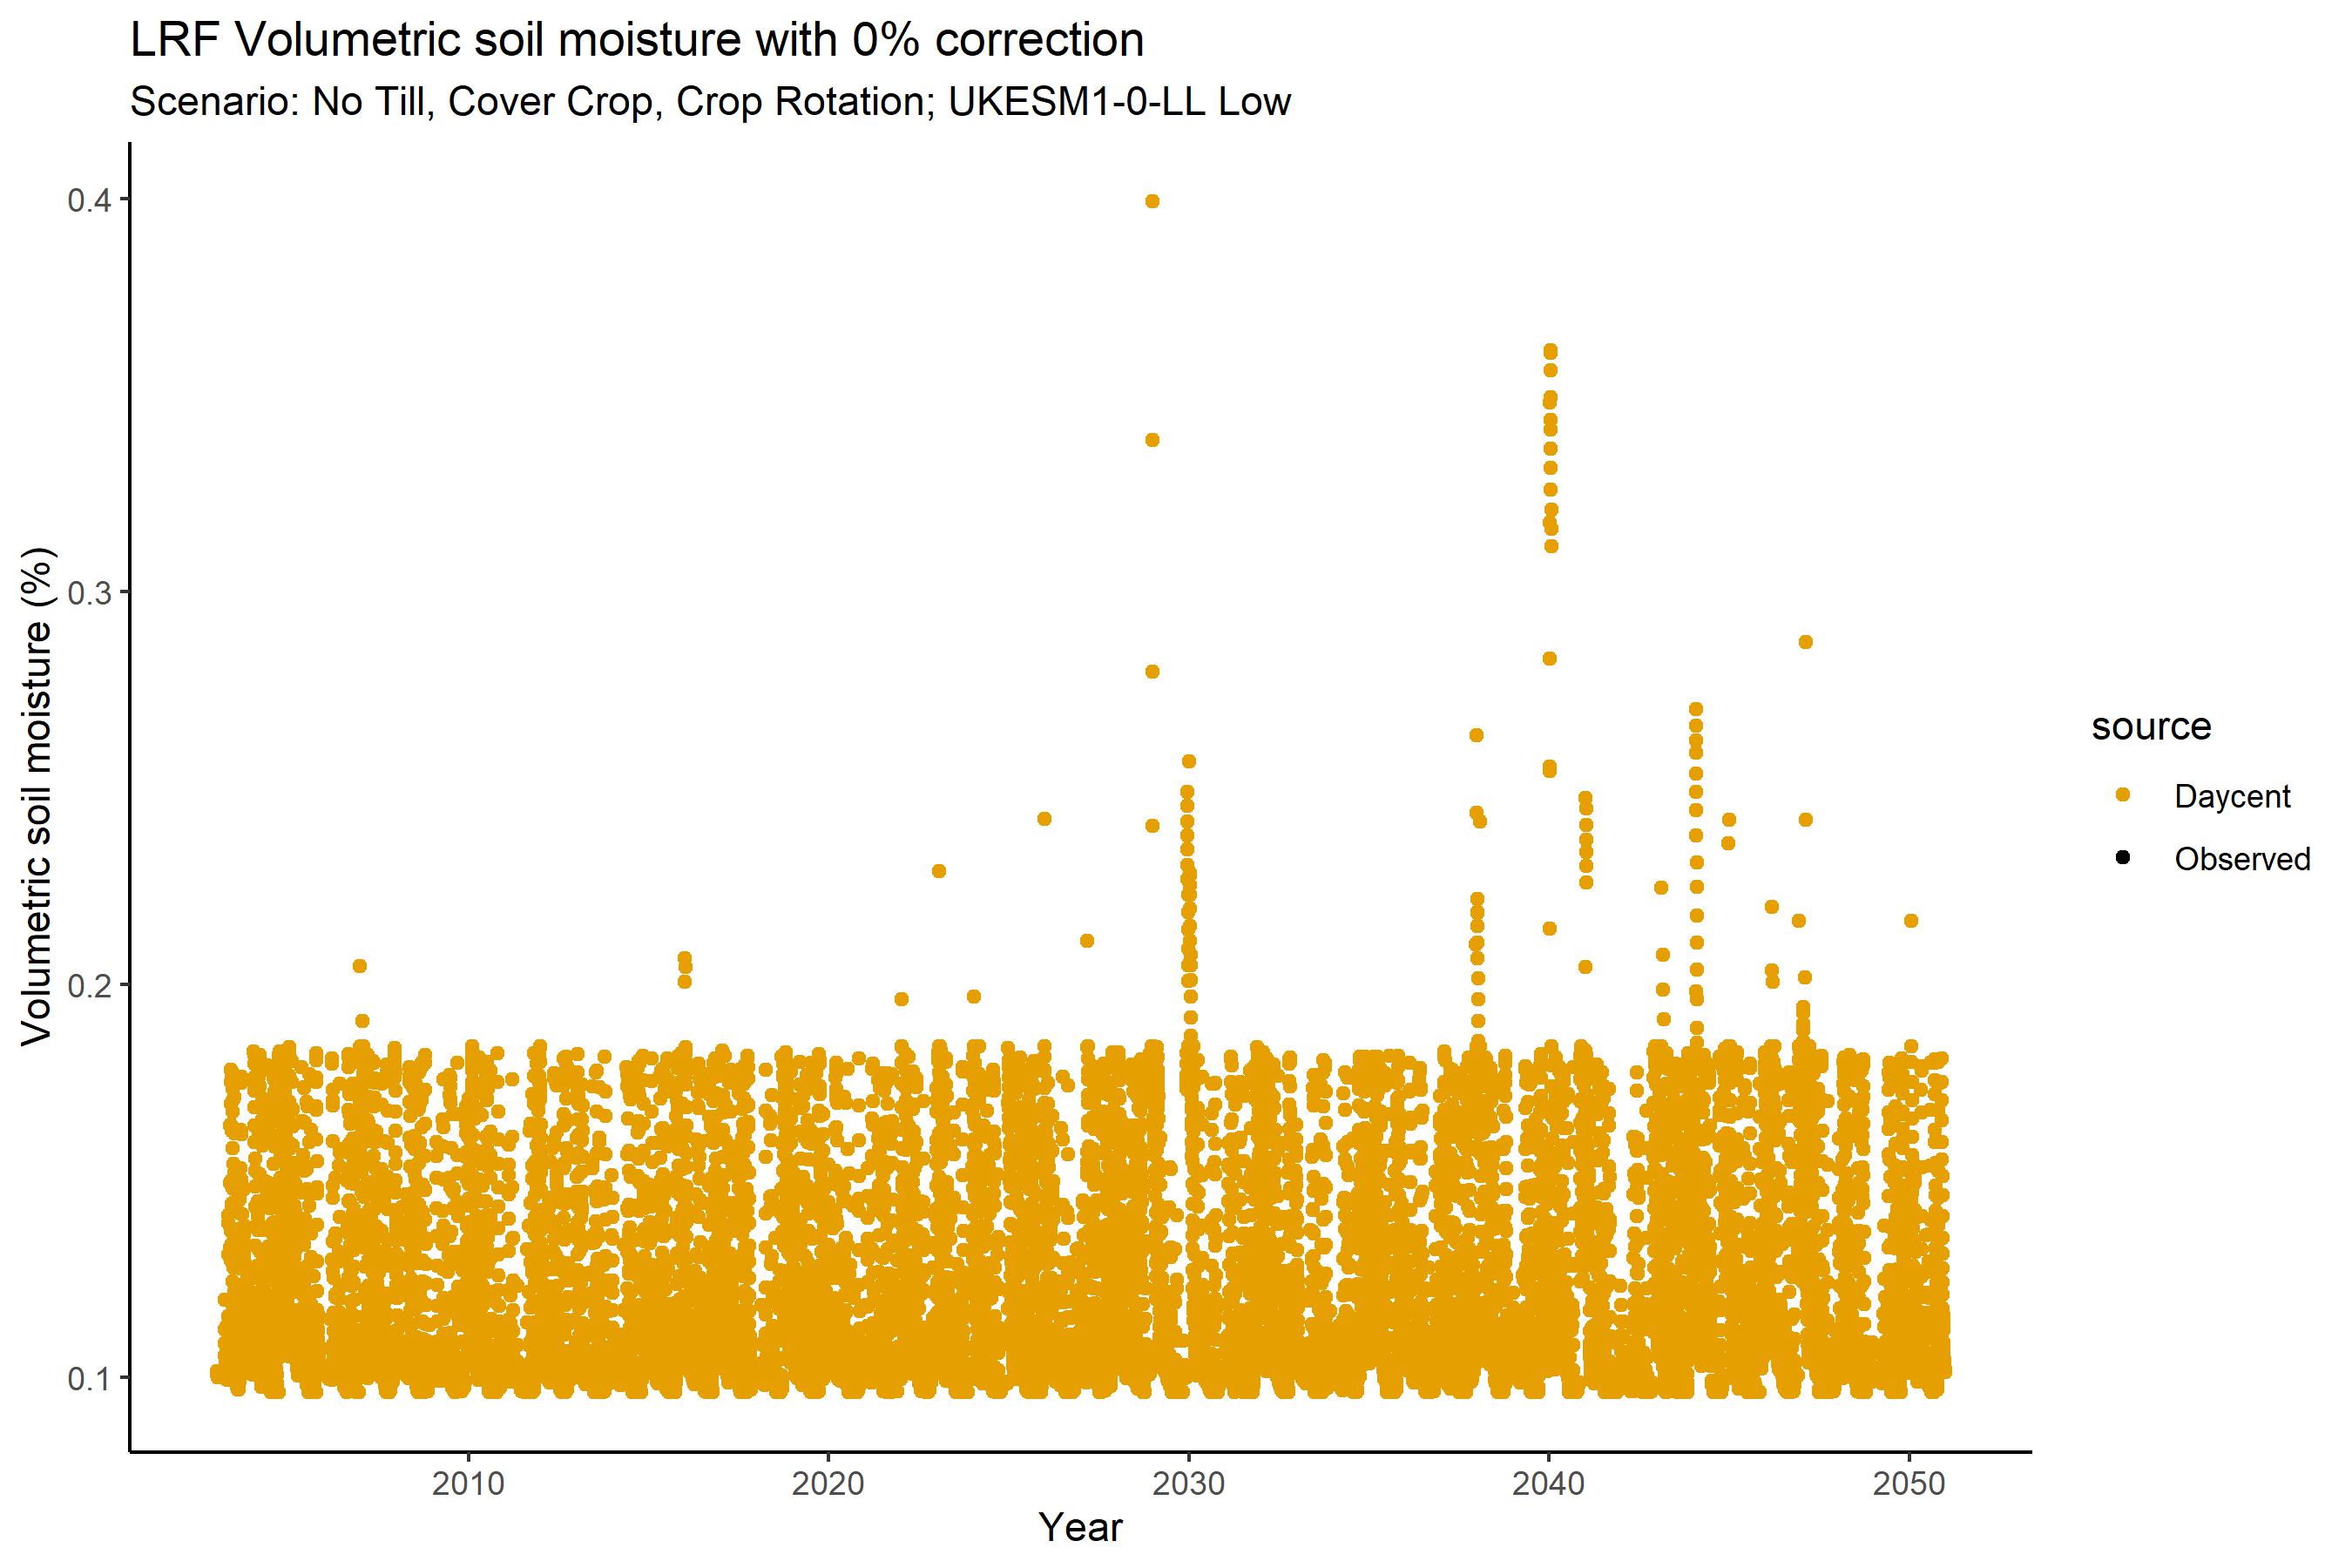 LRF Volumetric soil moisture with 0% correction
Scenario: No Till, Cover Crop, Crop Rotation; UKESM1-0-LL Low
Volumetric soil moisture (%)
0.4
0.3
0.2
0.1
2010
2020
2030
2040
2050
Year
source
Daycent
Observed